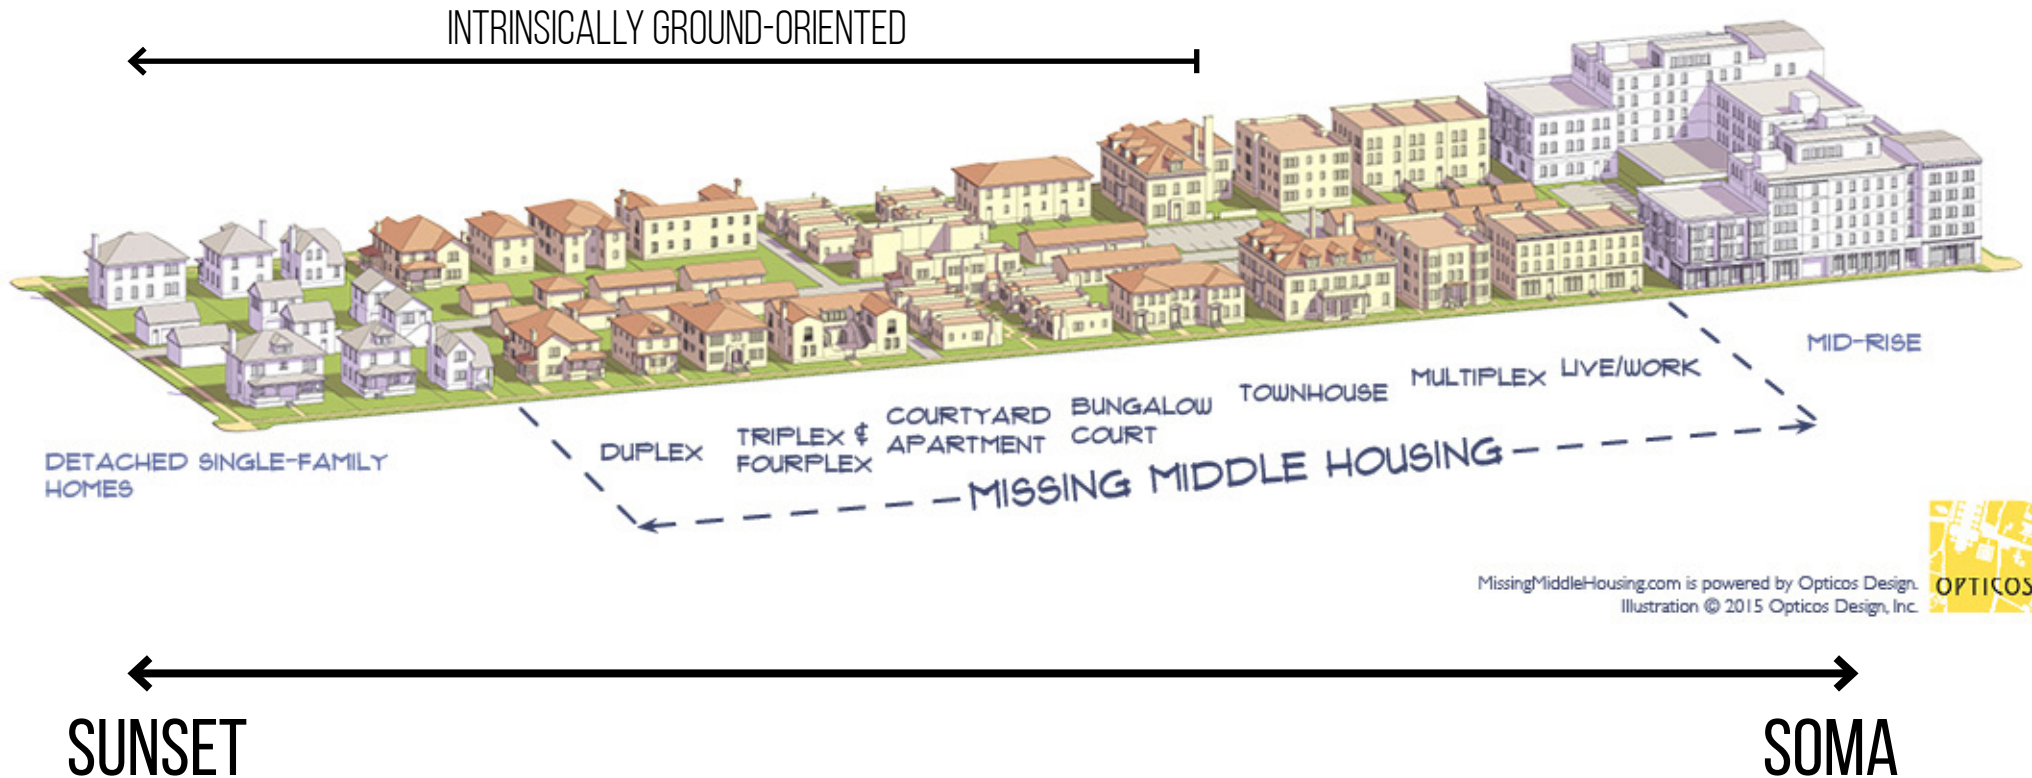 INTRINSICALLY GROUND-ORIENTED
MID-RISE
LIVE/WORK
MULTIPLEX
TOWNHOUSE
BUNGALOW
COURT
COURTYARD
APARTMENT
TRIPLEX &
FOURPLEX
DUPLEX
DETACHED SINGLE-FAMILY
HOMES
MISSING MIDDLE HOUSING
MissingMiddleHousing.com is powered by Opticos Design.
Illustration © 2015 Opticos Design, Inc.
OPTICOS
SUNSET
SOMA